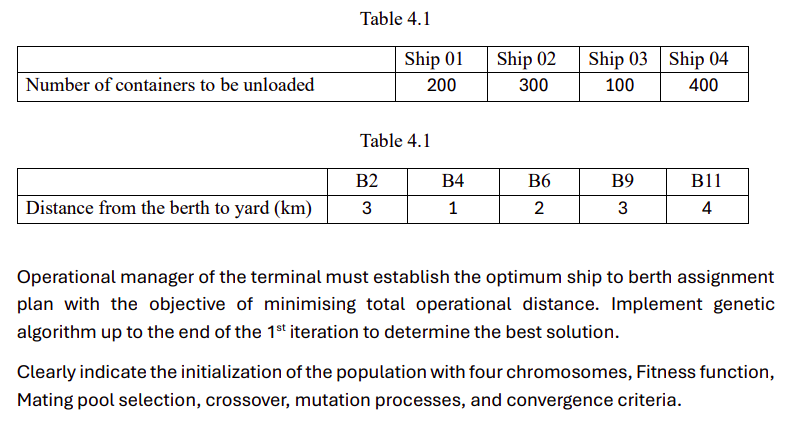 Table 4.1
Ship 01 Ship 02 Ship 03 Ship 04
Number of containers to be unloaded 200 300 100 400
Table 4.1
B2 B4 B6 B9 B11
Distance from the berth to yard (km) 3 1 2 3 4
Operational manager of the terminal must establish the optimum ship to berth assignment
plan with the objective of minimising total operational distance. Implement genetic
algorithm up to the end of the 1st iteration to determine the best solution.
Clearly indicate the initialization of the population with four chromosomes, Fitness function,
Mating pool selection, crossover, mutation processes, and convergence criteria.